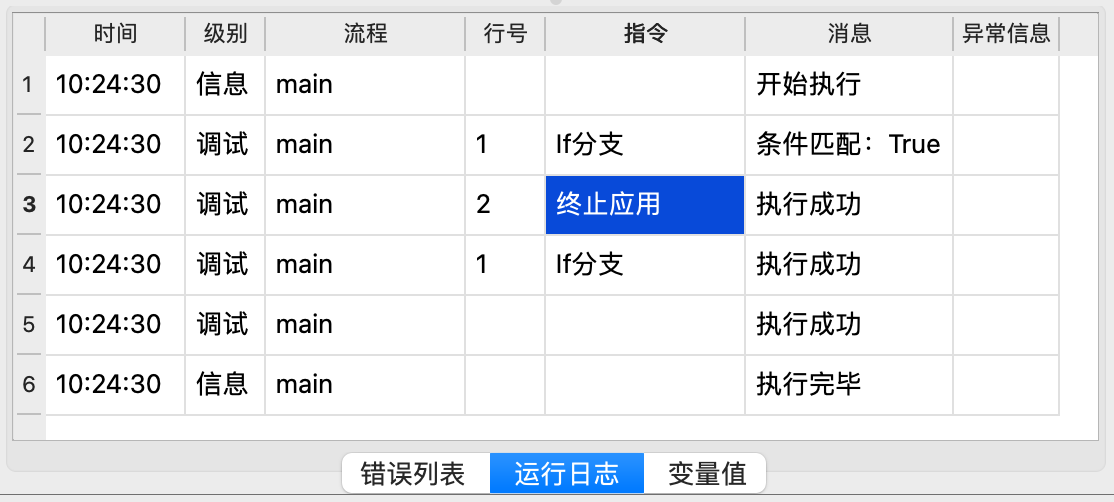 时间 级别 流程 行号 指令 消息 异常信息
1 10:24:30 信息 main 开始执行
2 10:24:30 调试 main 1 If分支 条件匹配：True
3 10:24:30 调试 main 2 终止应用 执行成功
4 10:24:30 调试 main 1 If分支 执行成功
5 10:24:30 调试 main 执行成功
6 10:24:30 信息 main 执行完毕
错误列表 运行日志 变量值